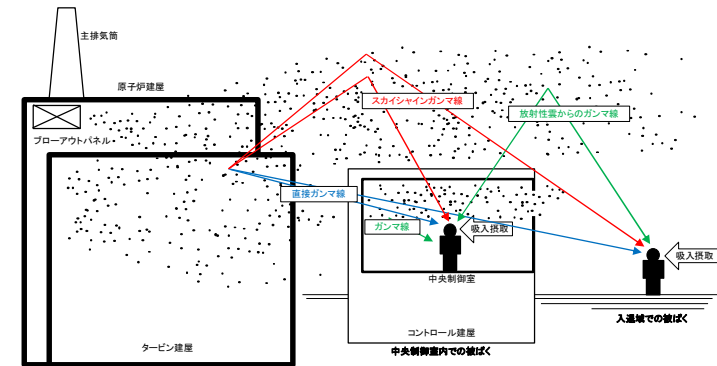 主排気筒
原子炉建屋
ブローアウトパネル
スカイシャインガンマ線
放射性雲からのガンマ線
直接ガンマ線
ガンマ線
吸入摂取
中央制御室
吸入摂取
入退域での被ばく
タービン建屋
コントロール建屋
中央制御室内での被ばく